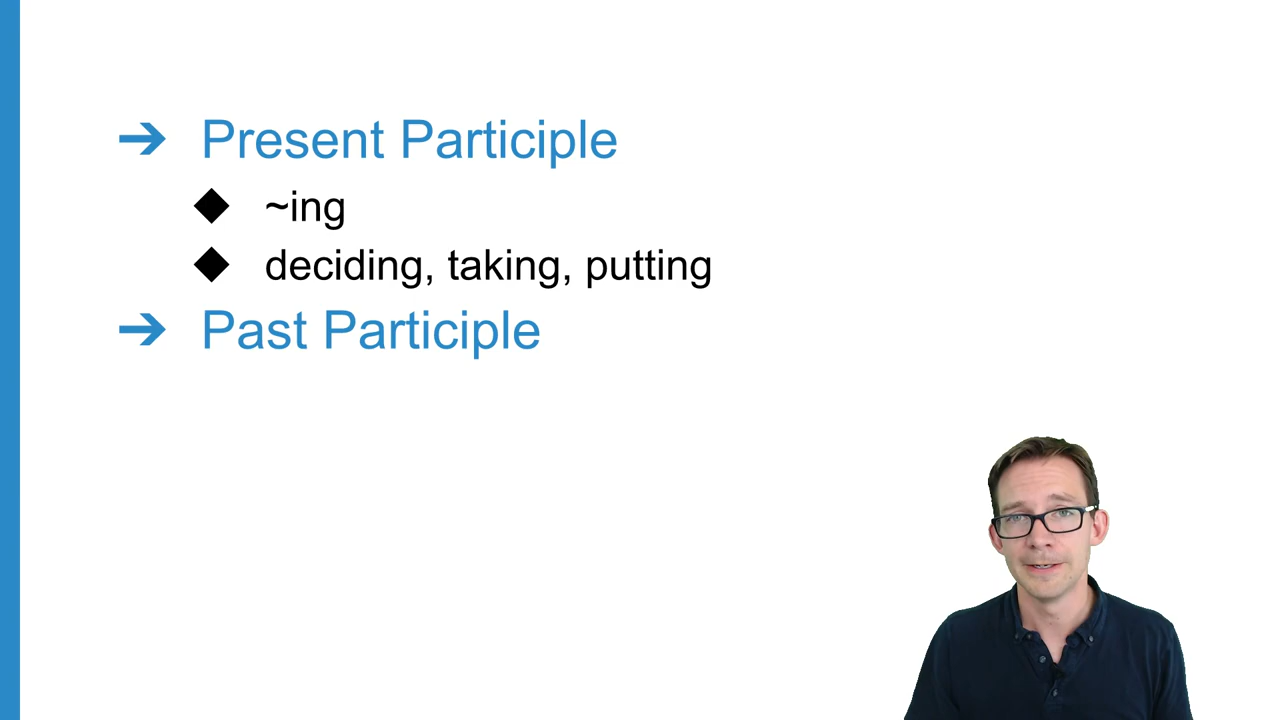 ➔ Present Participle
◆ ~ing
◆ deciding, taking, putting
➔ Past Participle